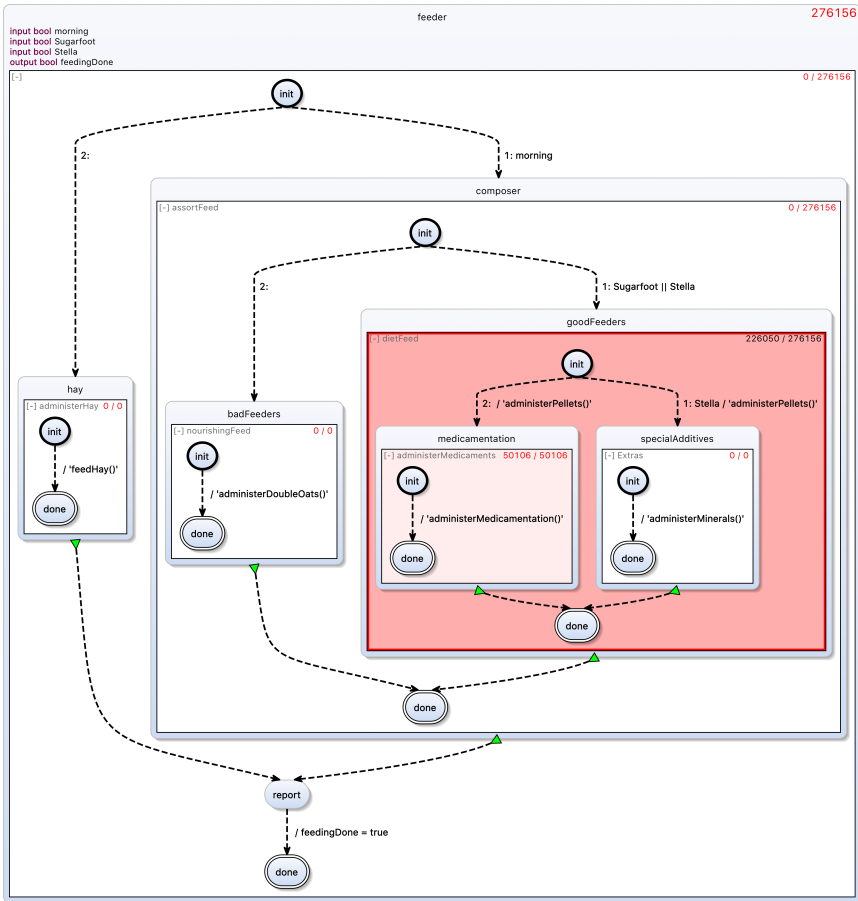 feeder
276156
input bool morning
input bool Sugarfoot
input bool Stella
output bool feedingDone
[-]
0 / 276156
init
2:
1: morning
composer
[-] assortFeed
0 / 276156
init
2:
1: Sugarfoot || Stella
goodFeeders
[-] dietFeed
226050 / 276156
init
2: / 'administerPellets()'
1: Stella / 'administerPellets()'
hay
[-] administerHay 0 / 0
init
/ 'feedHay()'
done
badFeeders
[-] nourishingFeed 0 / 0
init
/ 'administerDoubleOats()'
done
medicamentation
[-] administerMedicaments 50106 / 50106
init
/ 'administerMedicamentation()'
done
specialAdditives
[-] Extras 0 / 0
init
/ 'administerMinerals()'
done
done
done
report
/ feedingDone = true
done